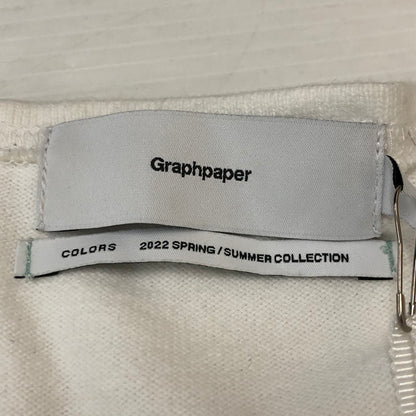 Graphpaper
COLORS 2022 SPRING / SUMMER COLLECTION